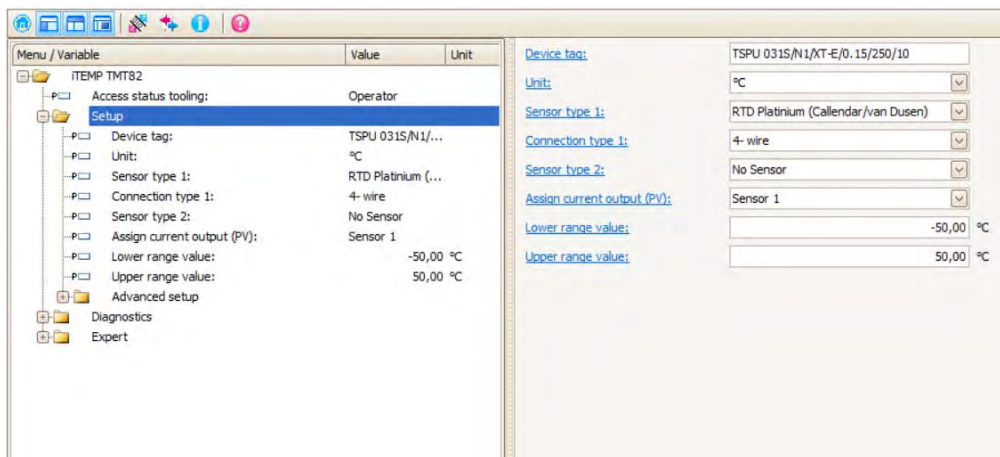 Menu / Variable Value Unit
iTEMP TMT82
Access status tooling: Operator
Setup
Device tag: TSPU 031S/N1/...
Unit: °C
Sensor type 1: RTD Platinium (...
Connection type 1: 4- wire
Sensor type 2: No Sensor
Assign current output (PV): Sensor 1
Lower range value: -50,00 °C
Upper range value: 50,00 °C
Advanced setup
Diagnostics
Expert
Device tag: TSPU 031S/N1/XT-E/0.15/250/10
Unit: °C
Sensor type 1: RTD Platinium (Callendar/van Dusen)
Connection type 1: 4- wire
Sensor type 2: No Sensor
Assign current output (PV): Sensor 1
Lower range value: -50,00 °C
Upper range value: 50,00 °C